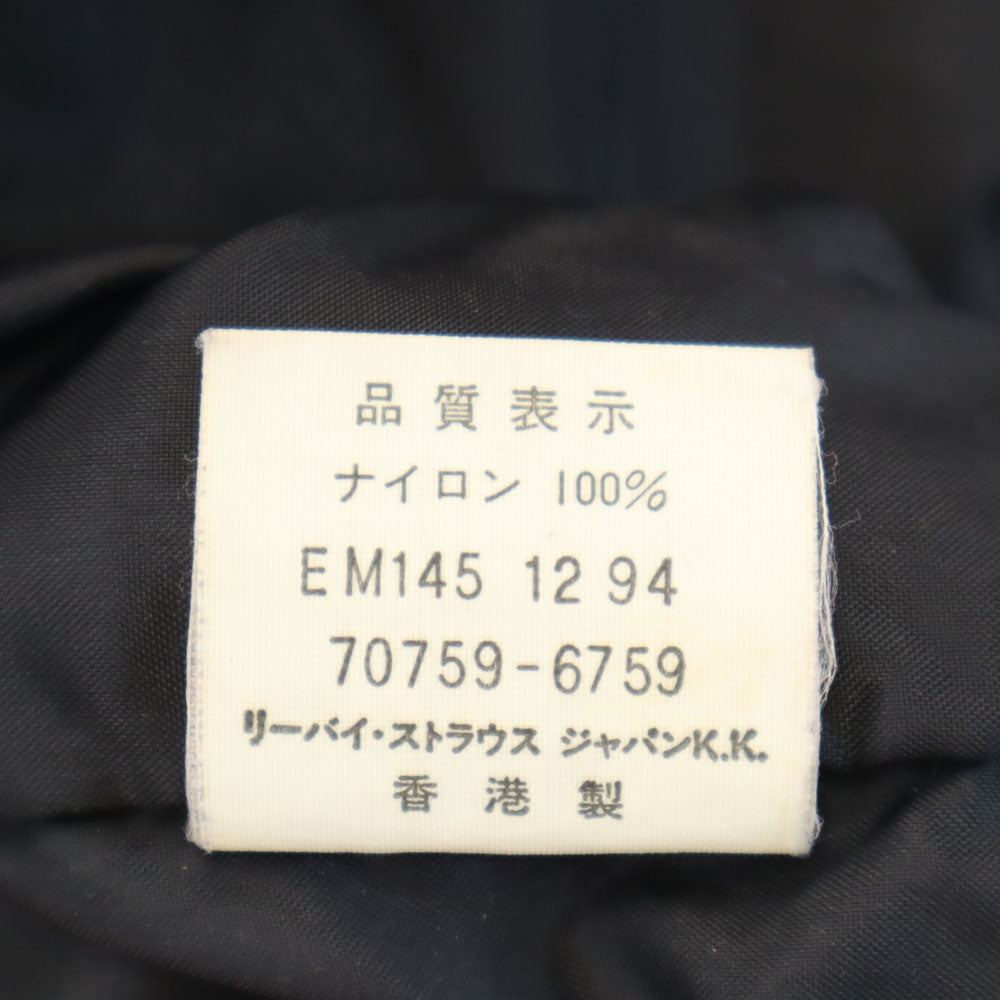 品質表示
ナイロン 100%
EM145 12 94
70759-6759
リーバイ・ストラウス ジャパンK.K.
香港製